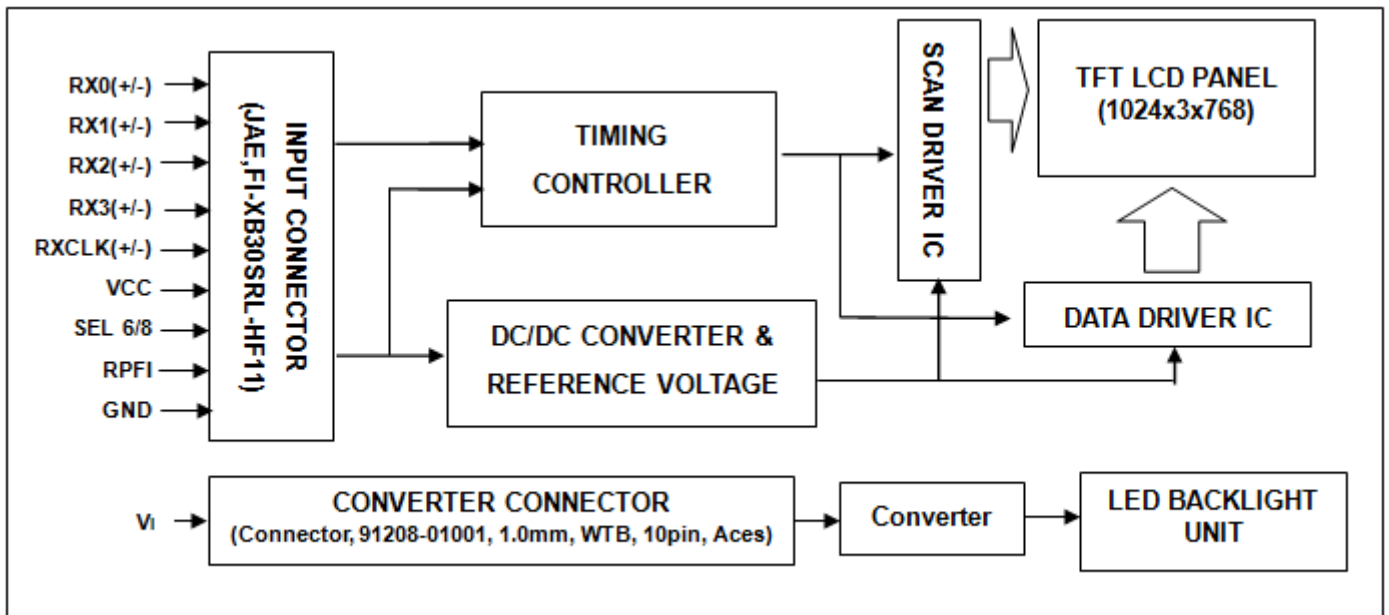 RX0(+/-)
RX1(+/-)
RX2(+/-)
RX3(+/-)
RXCLK(+/-)
VCC
SEL 6/8
RPFI
GND
INPUT CONNECTOR
(JAE,FI-XB30SRL-HF11)
TIMING
CONTROLLER
DC/DC CONVERTER &
REFERENCE VOLTAGE
SCAN DRIVER IC
TFT LCD PANEL
(1024x3x768)
DATA DRIVER IC
VI
CONVERTER CONNECTOR
(Connector, 91208-01001, 1.0mm, WTB, 10pin, Aces)
Converter
LED BACKLIGHT
UNIT